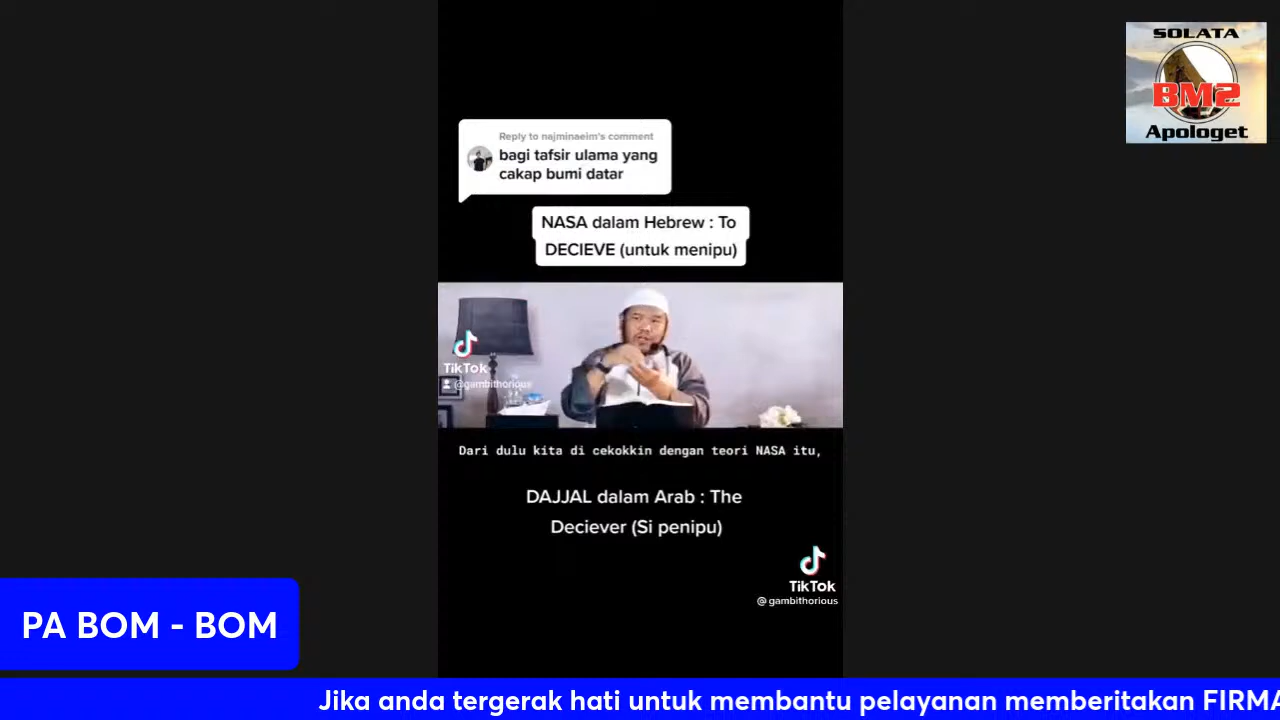 SOLATA
BM2
Apologet
Reply to najminaeim's comment
bagi tafsir ulama yang
cakap bumi datar
NASA dalam Hebrew : To
DECIEVE (untuk menipu)
TikTok
@gambithorious
Dari dulu kita di cekokkin dengan teori NASA itu,
DAJJAL dalam Arab : The
Deciever (Si penipu)
TikTok
@gambithorious
PA BOM - BOM
Jika anda tergerak hati untuk membantu pelayanan memberitakan FIRMA